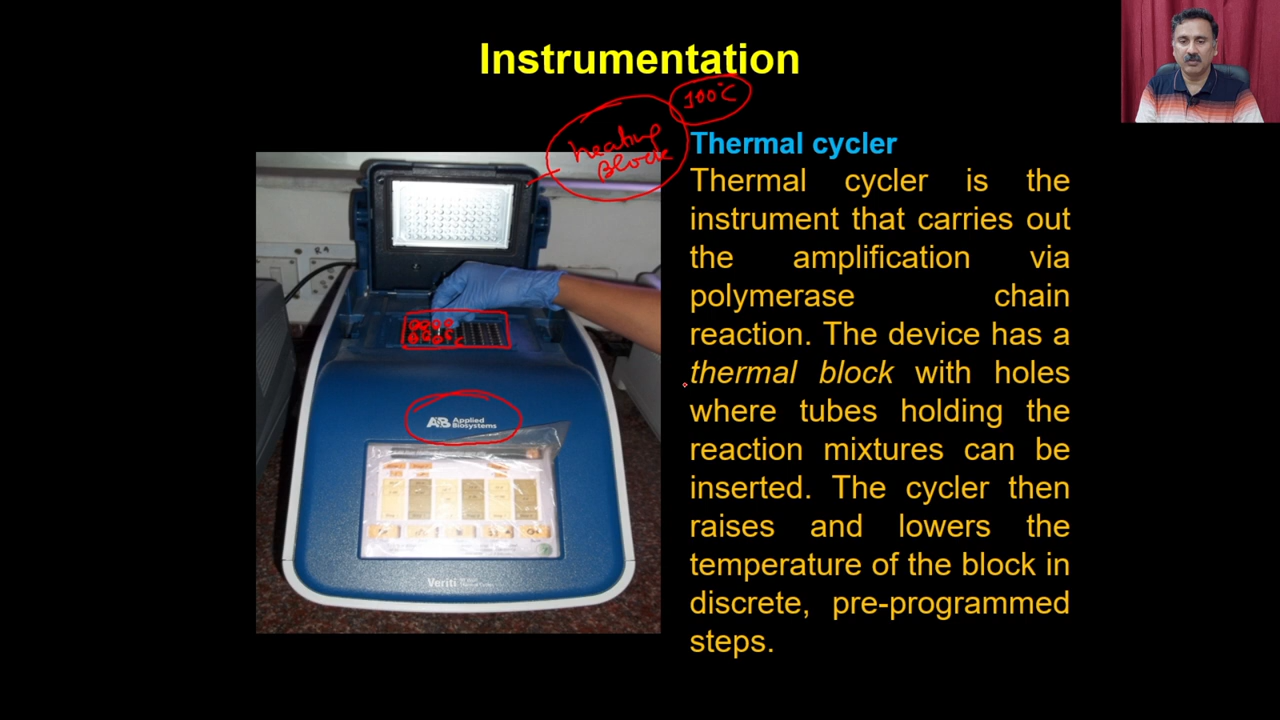 Instrumentation
100°C
heating
Block
Thermal cycler
Thermal cycler is the
instrument that carries out
the amplification via
polymerase chain
reaction. The device has a
thermal block with holes
where tubes holding the
reaction mixtures can be
inserted. The cycler then
raises and lowers the
temperature of the block in
discrete, pre-programmed
steps.
AB Applied
Biosystems
Veriti